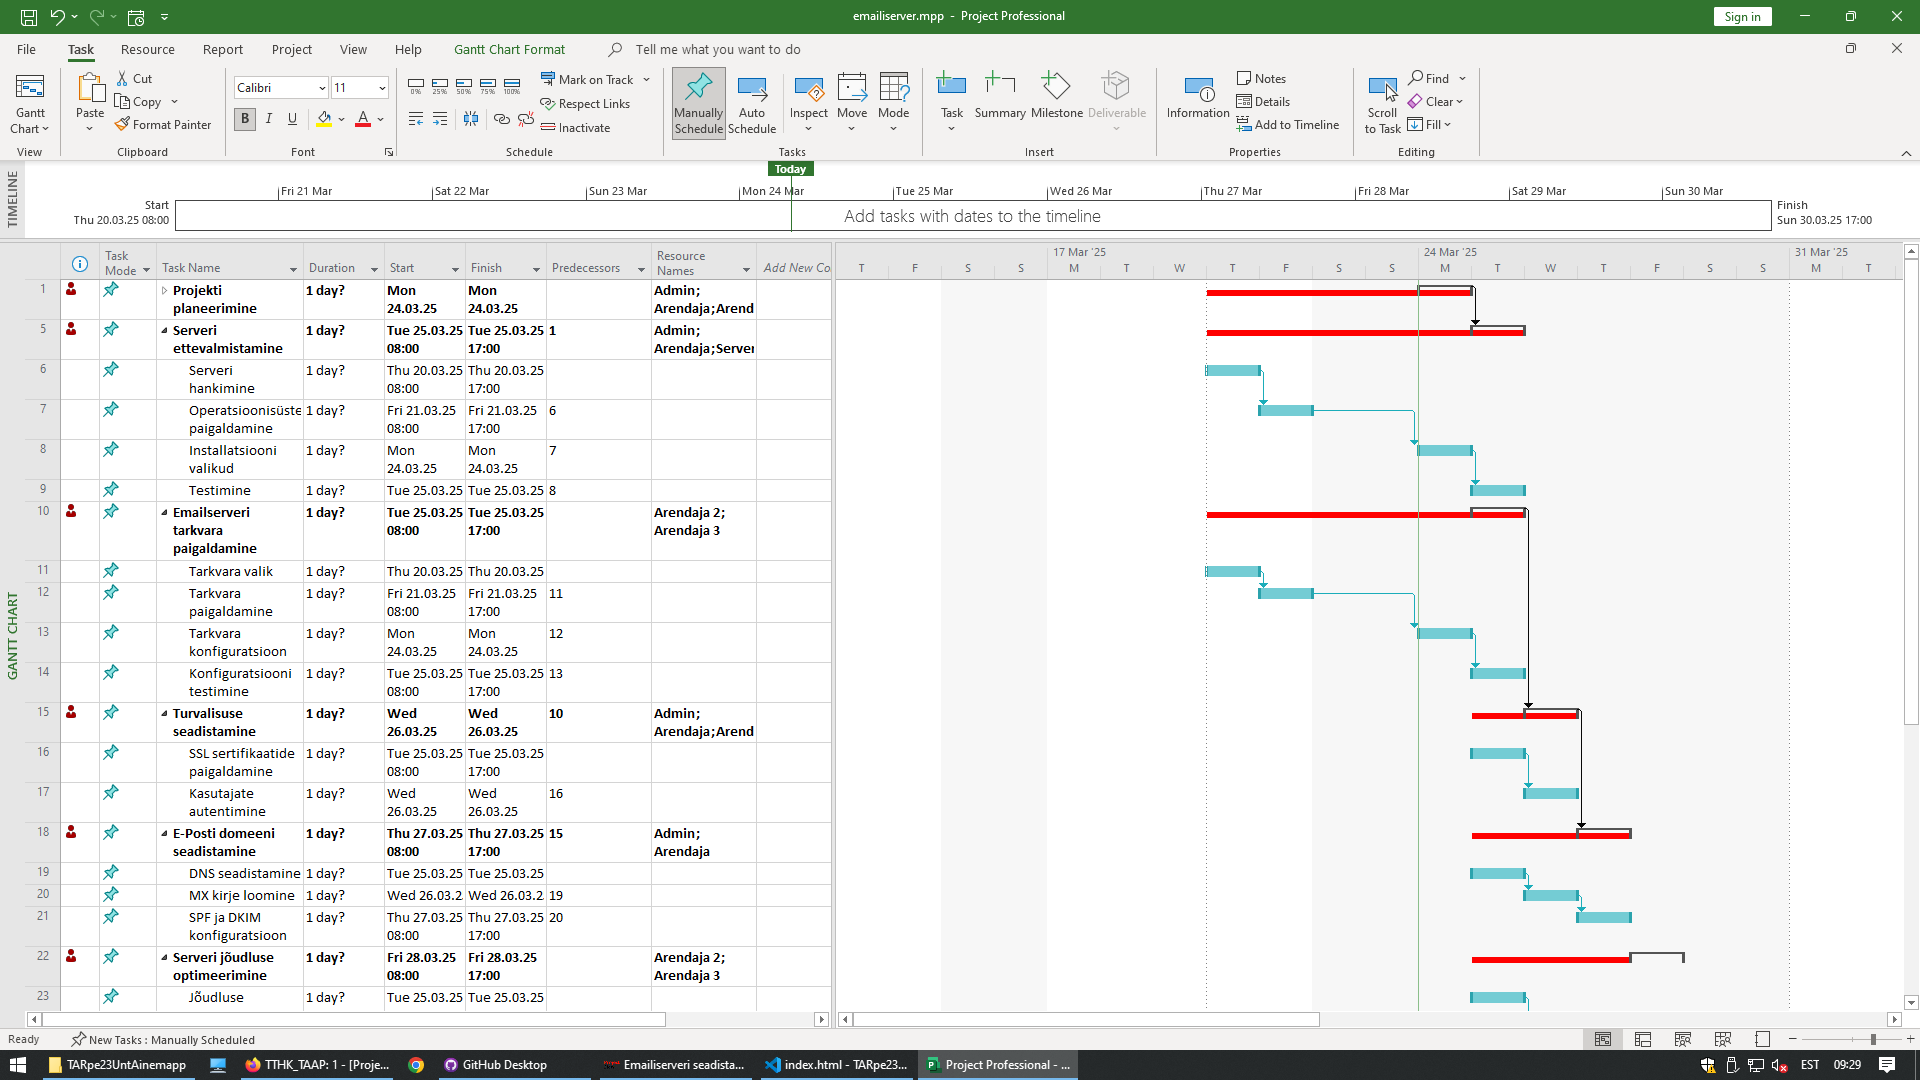 emailiserver.mpp - Project Professional
Sign in
File Task Resource Report Project View Help Gantt Chart Format Tell me what you want to do
Gantt Chart
View
Paste
Cut
Copy
Format Painter
Clipboard
Calibri 11
B I U A
Font
0% 25% 50% 75% 100%
Mark on Track
Respect Links
Inactivate
Schedule
Manually Schedule
Auto Schedule
Inspect Move Mode
Tasks
Task Summary Milestone Deliverable
Insert
Information
Notes
Details
Add to Timeline
Properties
Scroll to Task
Find
Clear
Fill
Editing
TIMELINE
Today
Fri 21 Mar Sat 22 Mar Sun 23 Mar Mon 24 Mar Tue 25 Mar Wed 26 Mar Thu 27 Mar Fri 28 Mar Sat 29 Mar Sun 30 Mar
Start
Thu 20.03.25 08:00
Add tasks with dates to the timeline
Finish
Sun 30.03.25 17:00
GANTT CHART
Task Mode Task Name Duration Start Finish Predecessors Resource Names Add New Co
17 Mar '25 24 Mar '25 31 Mar '25
T F S S M T W T F S S M T W T F S S M T
1 Projekti planeerimine 1 day? Mon 24.03.25 Mon 24.03.25 Admin; Arendaja;Arend
5 Serveri ettevalmistamine 1 day? Tue 25.03.25 08:00 Tue 25.03.25 17:00 1 Admin; Arendaja;Server
6 Serveri hankimine 1 day? Thu 20.03.25 08:00 Thu 20.03.25 17:00
7 Operatsioonisüste paigaldamine 1 day? Fri 21.03.25 08:00 Fri 21.03.25 17:00 6
8 Installatsiooni valikud 1 day? Mon 24.03.25 Mon 24.03.25 7
9 Testimine 1 day? Tue 25.03.25 Tue 25.03.25 8
10 Emailserveri tarkvara paigaldamine 1 day? Tue 25.03.25 08:00 Tue 25.03.25 17:00 Arendaja 2; Arendaja 3
11 Tarkvara valik 1 day? Thu 20.03.25 Thu 20.03.25
12 Tarkvara paigaldamine 1 day? Fri 21.03.25 08:00 Fri 21.03.25 17:00 11
13 Tarkvara konfiguratsioon 1 day? Mon 24.03.25 Mon 24.03.25 12
14 Konfiguratsiooni testimine 1 day? Tue 25.03.25 08:00 Tue 25.03.25 17:00 13
15 Turvalisuse seadistamine 1 day? Wed 26.03.25 Wed 26.03.25 10 Admin; Arendaja;Arend
16 SSL sertifikaatide paigaldamine 1 day? Tue 25.03.25 08:00 Tue 25.03.25 17:00
17 Kasutajate autentimine 1 day? Wed 26.03.25 Wed 26.03.25 16
18 E-Posti domeeni seadistamine 1 day? Thu 27.03.25 08:00 Thu 27.03.25 17:00 15 Admin; Arendaja
19 DNS seadistamine 1 day? Tue 25.03.25 Tue 25.03.25
20 MX kirje loomine 1 day? Wed 26.03.2 Wed 26.03.2 19
21 SPF ja DKIM konfiguratsioon 1 day? Thu 27.03.25 08:00 Thu 27.03.25 17:00 20
22 Serveri jõudluse optimeerimine 1 day? Fri 28.03.25 08:00 Fri 28.03.25 17:00 Arendaja 2; Arendaja 3
23 Jõudluse 1 day? Tue 25.03.25 Tue 25.03.25
Ready New Tasks : Manually Scheduled
TARpe23UntAinemapp TTHK_TAAP: 1 - [Proje... GitHub Desktop Emailiserveri seadista... index.html - TARpe23... Project Professional - ... EST 09:29